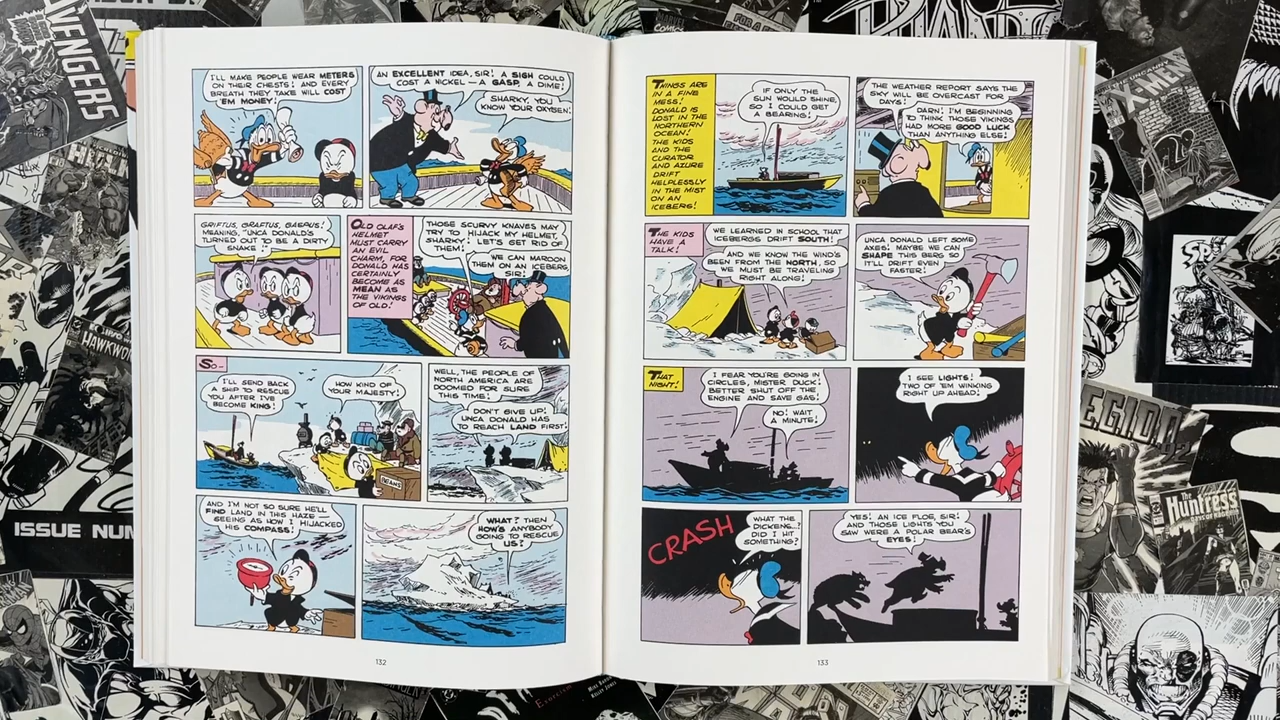 I'LL MAKE PEOPLE WEAR METERS
ON THEIR CHESTS! AND EVERY
BREATH THEY TAKE WILL COST
'EM MONEY!
AN EXCELLENT IDEA, SIR! A SIGH COULD
COST A NICKEL — A GASP, A DIME!
SHARKY, YOU
KNOW YOUR OXYGEN!
GRIFTUS, GRAFTUS, GASPUS!
MEANING, "UNCA DONALD'S
TURNED OUT TO BE A DIRTY
SNAKE!"
OLD OLAF'S
HELMET
MUST CARRY
AN EVIL
CHARM, FOR
DONALD HAS
CERTAINLY
BECOME AS
MEAN AS
THE VIKINGS
OF OLD!
THOSE SCURVY KNAVES MAY
TRY TO HIJACK MY HELMET,
SHARKY! LET'S GET RID OF
THEM!
WE CAN MAROON
THEM ON AN ICEBERG,
SIR!
SO —
I'LL SEND BACK
A SHIP TO RESCUE
YOU AFTER I'VE
BECOME KING!
HOW KIND OF
YOUR MAJESTY!
BEANS
WELL, THE PEOPLE OF
NORTH AMERICA ARE
DOOMED FOR SURE
THIS TIME!
DON'T GIVE UP!
UNCA DONALD HAS
TO REACH LAND FIRST!
AND I'M NOT SO SURE HE'LL
FIND LAND IN THIS HAZE —
SEEING AS HOW I HIJACKED
HIS COMPASS!
WHAT? THEN
HOW'S ANYBODY
GOING TO RESCUE
US?
132
THINGS ARE
IN A FINE
MESS!
DONALD IS
LOST IN THE
NORTHERN
OCEAN!
THE KIDS
AND THE
CURATOR
AND AZURE
DRIFT
HELPLESSLY
IN THE MIST
ON AN
ICEBERG!
IF ONLY THE
SUN WOULD SHINE,
SO I COULD GET
A BEARING!
THE WEATHER REPORT SAYS THE
SKY WILL BE OVERCAST FOR
DAYS!
DARN! I'M BEGINNING
TO THINK THOSE VIKINGS
HAD MORE GOOD LUCK
THAN ANYTHING ELSE!
THE KIDS
HAVE A
TALK!
WE LEARNED IN SCHOOL THAT
ICEBERGS DRIFT SOUTH!
AND WE KNOW THE WIND'S
BEEN FROM THE NORTH, SO
WE MUST BE TRAVELING
RIGHT ALONG!
UNCA DONALD LEFT SOME
AXES! MAYBE WE CAN
SHAPE THIS BERG SO
IT'LL DRIFT EVEN
FASTER!
THAT
NIGHT!
I FEAR YOU'RE GOING IN
CIRCLES, MISTER DUCK!
BETTER SHUT OFF THE
ENGINE AND SAVE GAS!
NO! WAIT
A MINUTE!
I SEE LIGHTS!
TWO OF 'EM WINKING
RIGHT UP AHEAD!
CRASH
WHAT THE
DICKENS...?
DID I HIT
SOMETHING?
YES! AN ICE FLOE, SIR!
AND THOSE LIGHTS YOU
SAW WERE A POLAR BEAR'S
EYES!
133
AVENGERS
HAWKWO
ISSUE NUM
X-MEN
LEGION
The
Huntress
Exorcism
KELLEY JONES